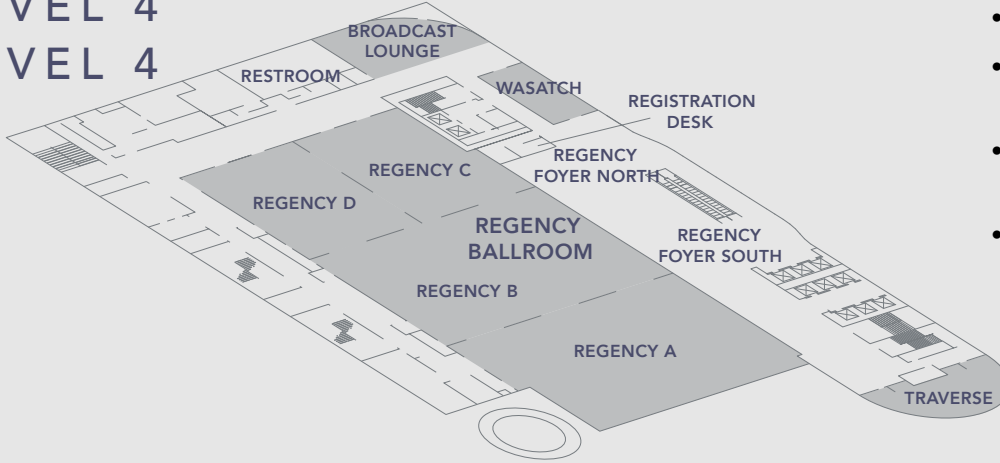 VEL 4
VEL 4
BROADCAST
LOUNGE
RESTROOM
WASATCH
REGISTRATION
DESK
REGENCY
FOYER NORTH
REGENCY C
REGENCY D
REGENCY
BALLROOM
REGENCY
FOYER SOUTH
REGENCY B
REGENCY A
TRAVERSE